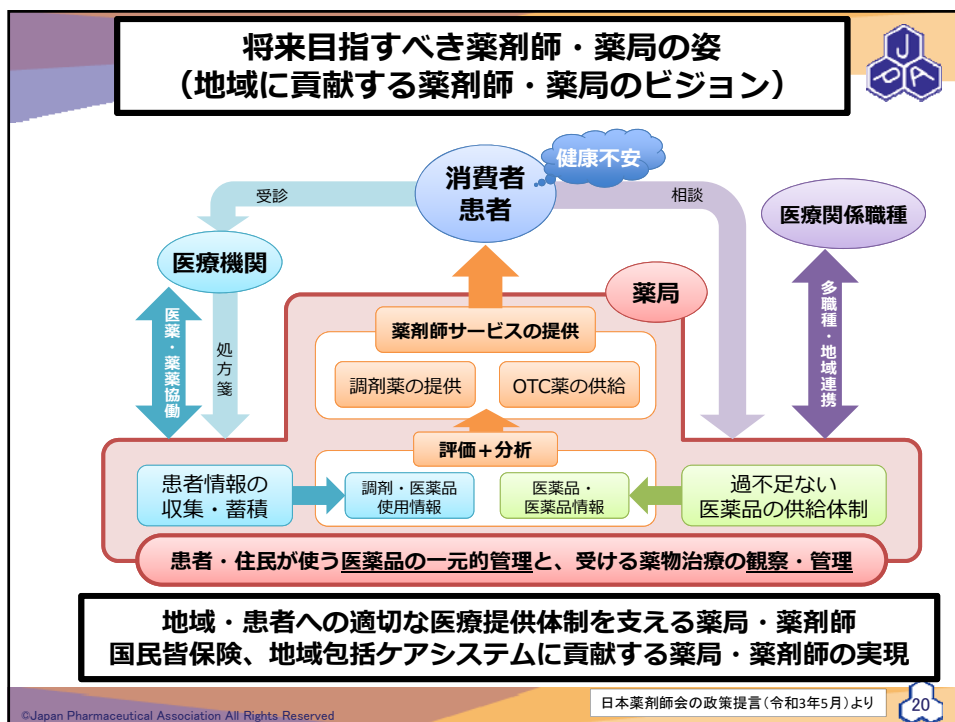 将来目指すべき薬剤師・薬局の姿
（地域に貢献する薬剤師・薬局のビジョン）
J
P
A
健康不安
消費者
患者
受診
相談
医療関係職種
医療機関
薬局
医薬・薬薬協働
処方箋
多職種・地域連携
薬剤師サービスの提供
調剤薬の提供
OTC薬の供給
評価＋分析
患者情報の
収集・蓄積
調剤・医薬品
使用情報
医薬品・
医薬品情報
過不足ない
医薬品の供給体制
患者・住民が使う医薬品の一元的管理と、受ける薬物治療の観察・管理
地域・患者への適切な医療提供体制を支える薬局・薬剤師
国民皆保険、地域包括ケアシステムに貢献する薬局・薬剤師の実現
日本薬剤師会の政策提言（令和3年5月）より
20
©Japan Pharmaceutical Association All Rights Reserved